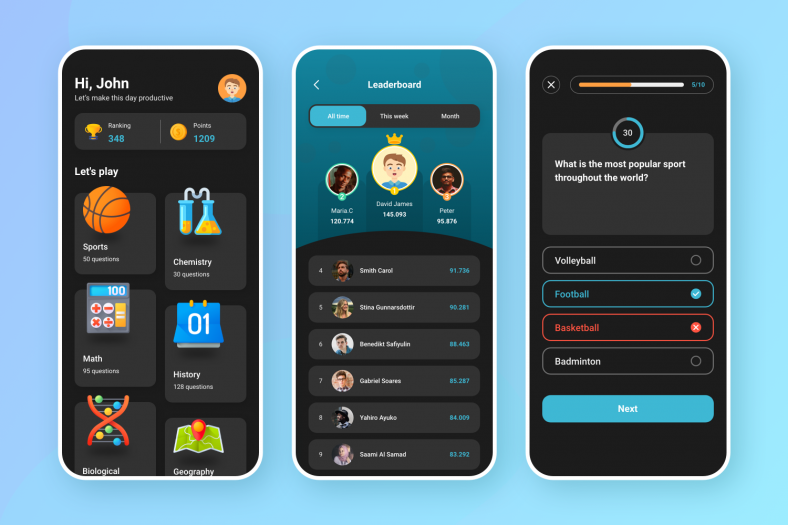 Hi, John
Let's make this day productive
Ranking
348
Points
1209
Let's play
Sports
50 questions
Chemistry
30 questions
100
Math
95 questions
01
History
128 questions
Biological
Geography
Leaderboard
All time
This week
Month
2
1
3
Maria.C
120.774
David James
145.093
Peter
95.876
4
Smith Carol
91.736
5
Stina Gunnarsdottir
90.281
6
Benedikt Safiyulin
88.463
7
Gabriel Soares
85.287
8
Yahiro Ayuko
84.009
9
Saami Al Samad
83.292
5/10
30
What is the most popular sport
throughout the world?
Volleyball
Football
Basketball
Badminton
Next